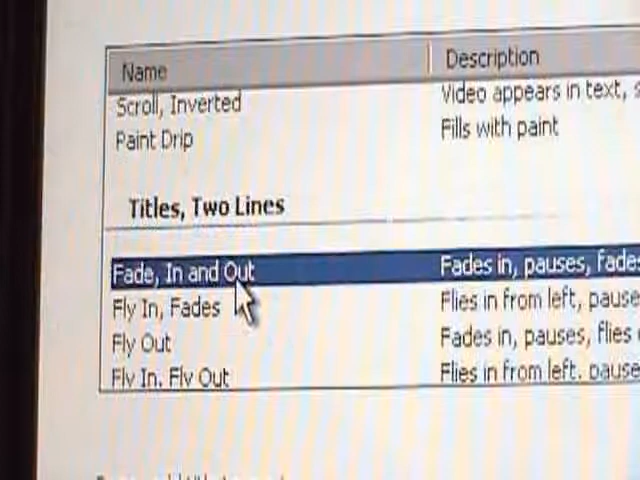 Name Description
Scroll, Inverted Video appears in text,
Paint Drip Fills with paint
Titles, Two Lines
Fade, In and Out Fades in, pauses, fades
Fly In, Fades Flies in from left, pause
Fly Out Fades in, pauses, flies
Fly In, Fly Out Flies in from left, pause